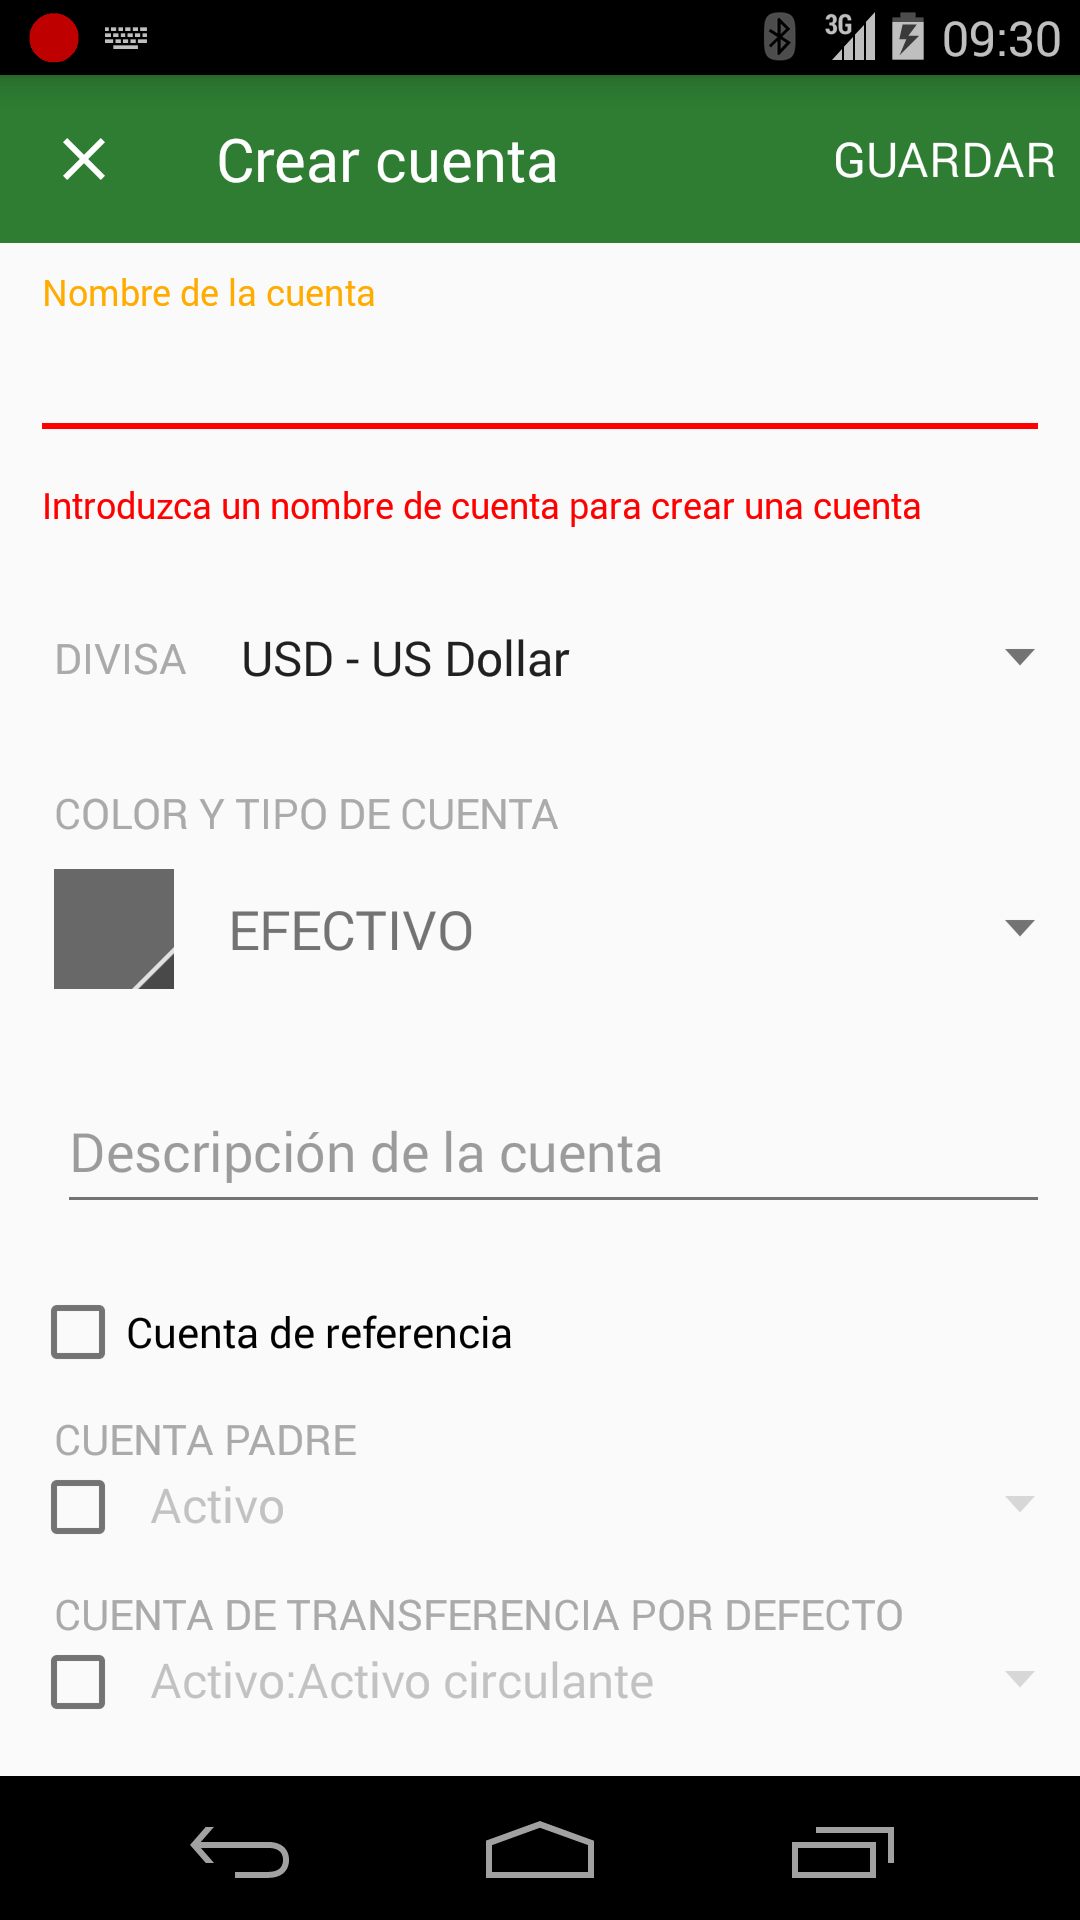 3G 09:30
Crear cuenta GUARDAR
Nombre de la cuenta
Introduzca un nombre de cuenta para crear una cuenta
DIVISA USD - US Dollar
COLOR Y TIPO DE CUENTA
EFECTIVO
Descripción de la cuenta
Cuenta de referencia
CUENTA PADRE
Activo
CUENTA DE TRANSFERENCIA POR DEFECTO
Activo:Activo circulante